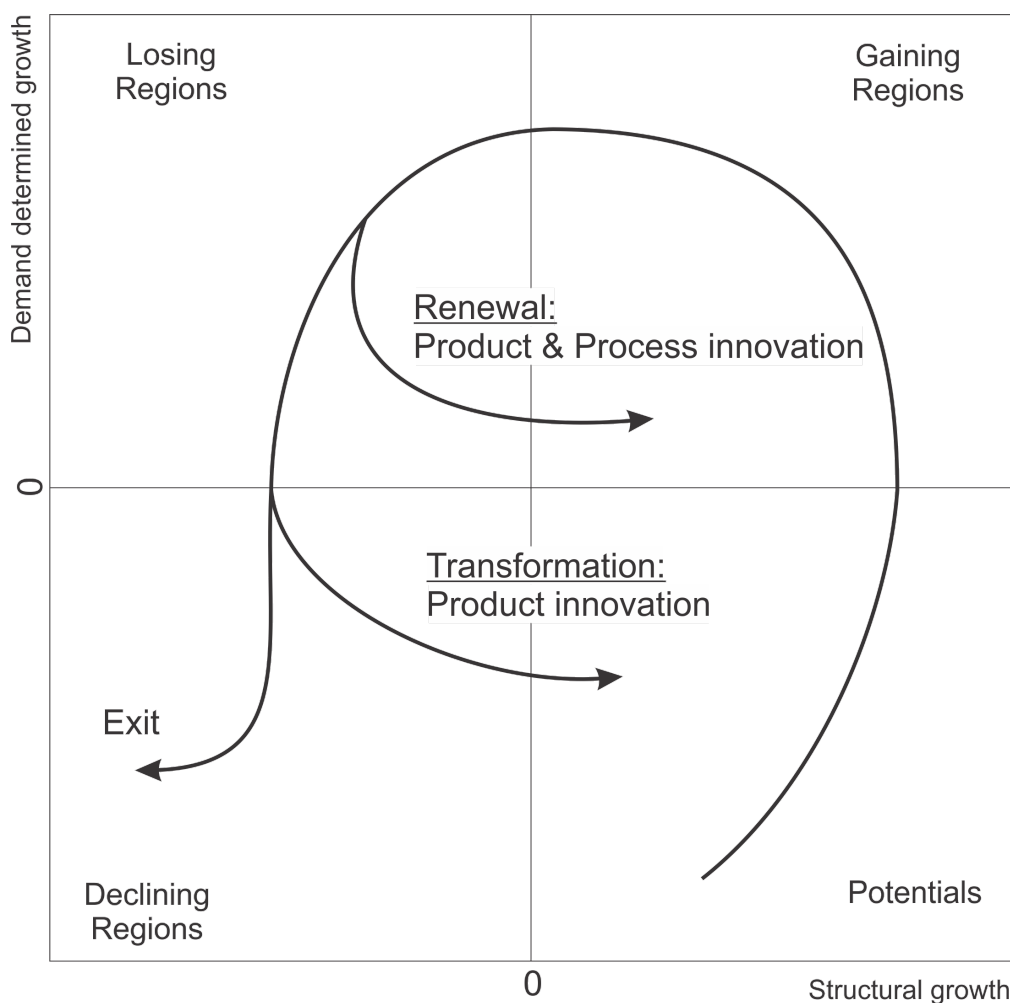 Demand determined growth
Losing
Regions
Gaining
Regions
Renewal:
Product & Process innovation
0
Transformation:
Product innovation
Exit
Declining
Regions
Potentials
0
Structural growth